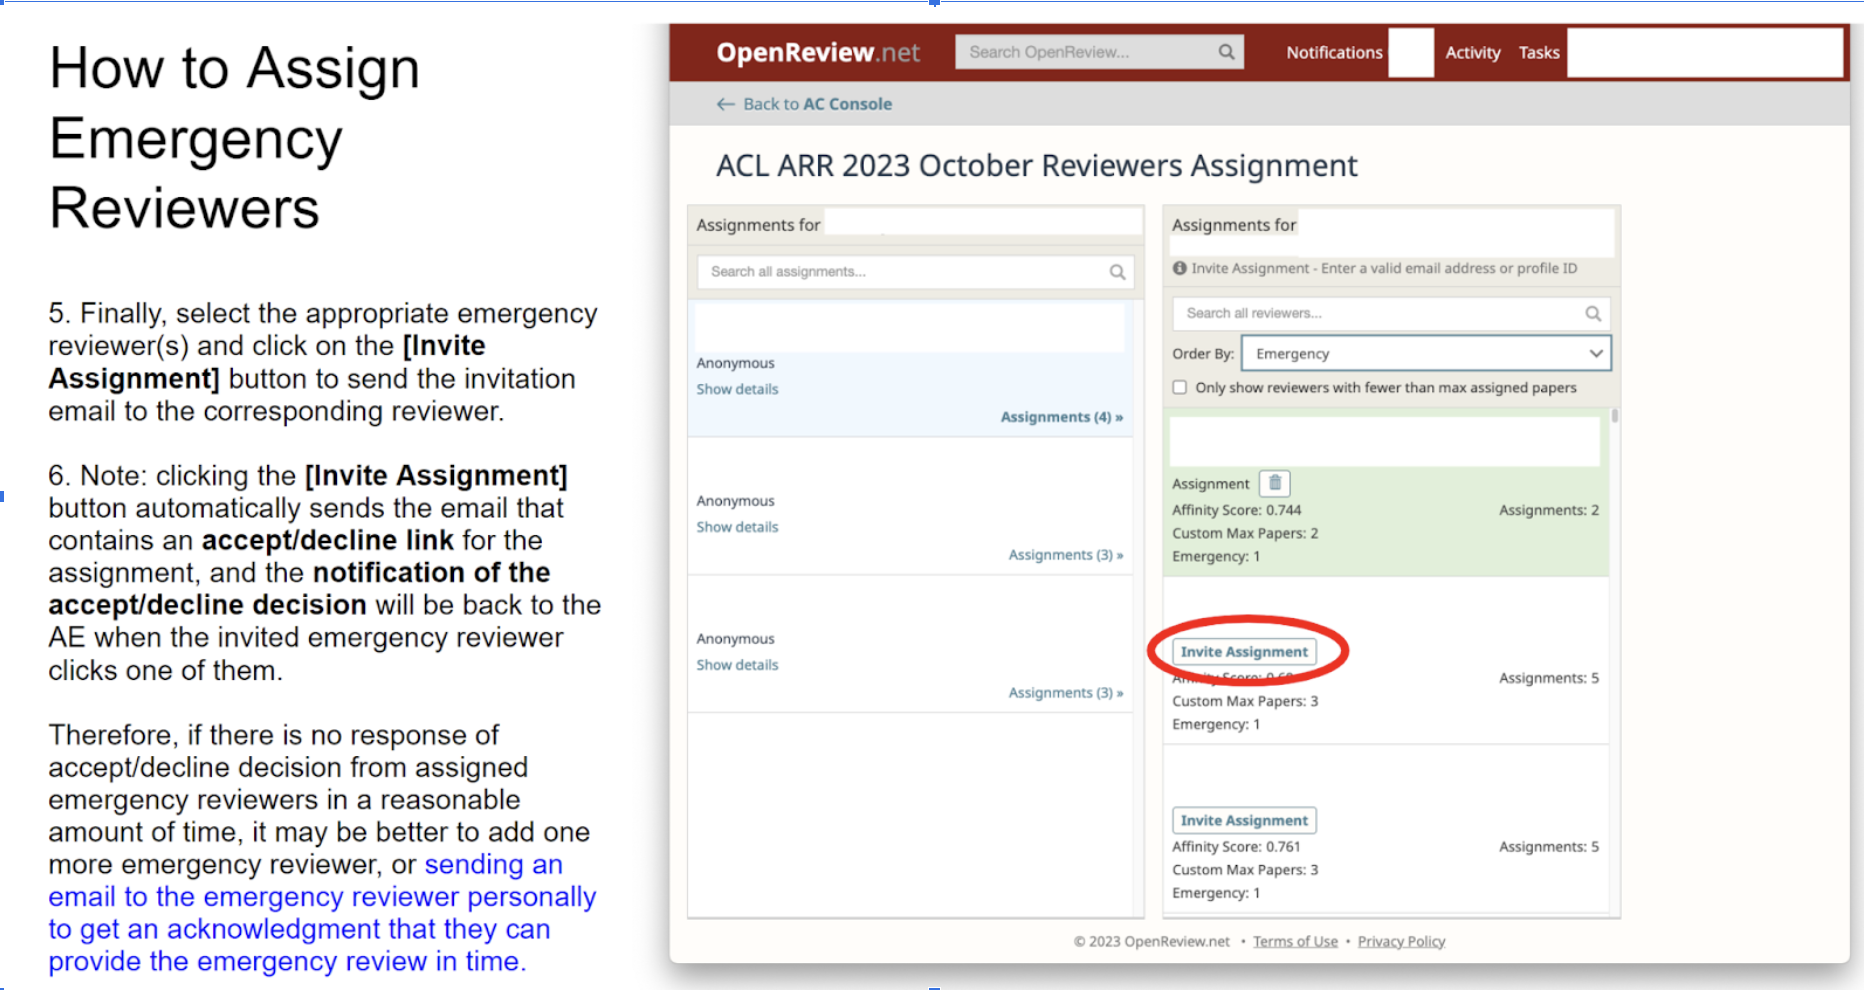 How to Assign
Emergency
Reviewers
5. Finally, select the appropriate emergency
reviewer(s) and click on the [Invite
Assignment] button to send the invitation
email to the corresponding reviewer.
6. Note: clicking the [Invite Assignment]
button automatically sends the email that
contains an accept/decline link for the
assignment, and the notification of the
accept/decline decision will be back to the
AE when the invited emergency reviewer
clicks one of them.
Therefore, if there is no response of
accept/decline decision from assigned
emergency reviewers in a reasonable
amount of time, it may be better to add one
more emergency reviewer, or sending an
email to the emergency reviewer personally
to get an acknowledgment that they can
provide the emergency review in time.
OpenReview.net Search OpenReview... Notifications Activity Tasks
← Back to AC Console
ACL ARR 2023 October Reviewers Assignment
Assignments for
Search all assignments...
Anonymous
Show details
Assignments (4) »
Anonymous
Show details
Assignments (3) »
Anonymous
Show details
Assignments (3) »
Assignments for
Invite Assignment - Enter a valid email address or profile ID
Search all reviewers...
Order By: Emergency
Only show reviewers with fewer than max assigned papers
Assignment
Affinity Score: 0.744 Assignments: 2
Custom Max Papers: 2
Emergency: 1
Invite Assignment
Affinity Score: Assignments: 5
Custom Max Papers: 3
Emergency: 1
Invite Assignment
Affinity Score: 0.761 Assignments: 5
Custom Max Papers: 3
Emergency: 1
© 2023 OpenReview.net • Terms of Use • Privacy Policy